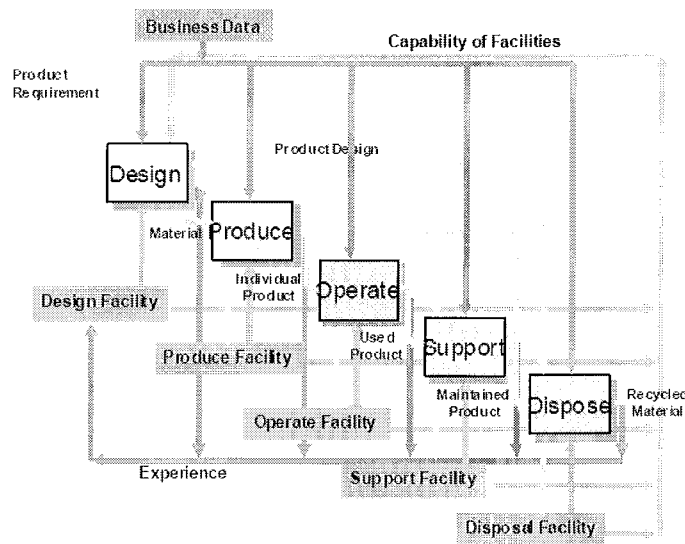 Business Data
Capability of Facilities
Product
Requirement
Product Design
Design
Material
Produce
Individual
Product
Operate
Design Facility
Used
Product
Support
Produce Facility
Maintained
Product
Dispose
Recycled
Material
Operate Facility
Experience
Support Facility
Disposal Facility